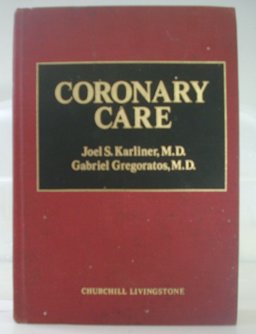 CORONARY
CARE
Joel S. Karliner, M.D.
Gabriel Gregoratos, M.D.
CHURCHILL LIVINGSTONE